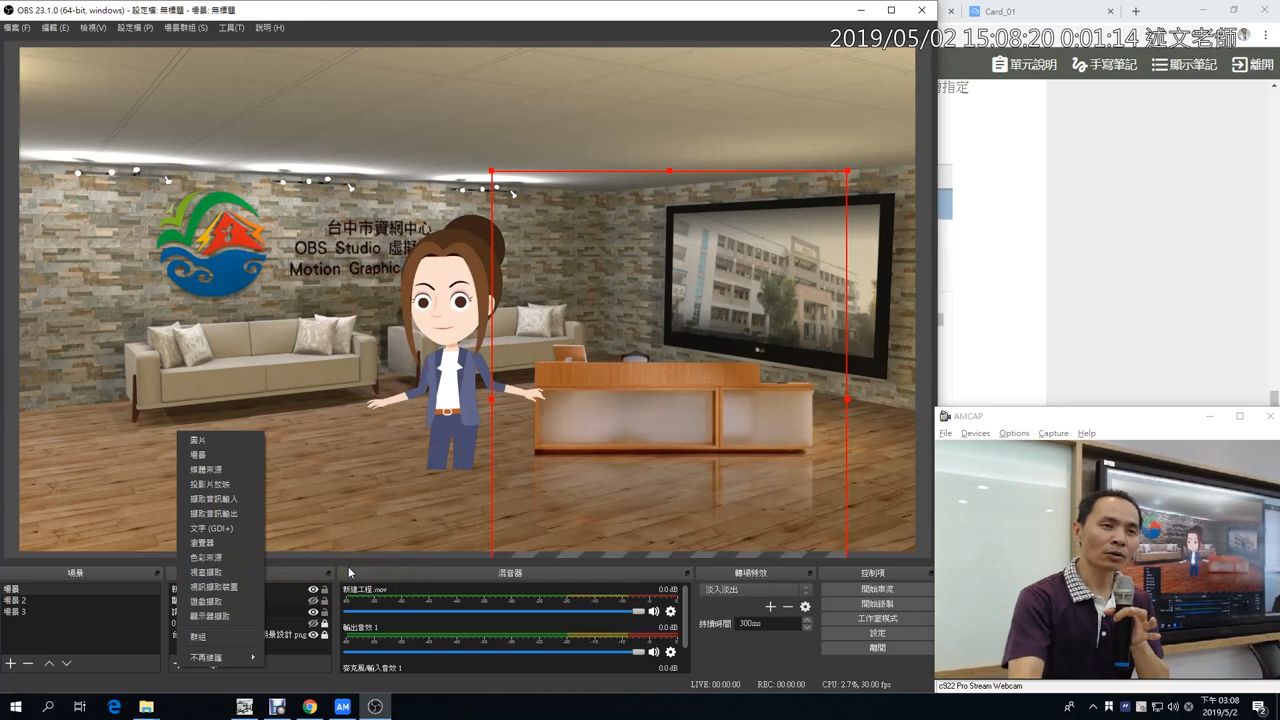 OBS 23.1.0 (64-bit, windows) - 設定檔: 無標題 - 場景: 無標題
檔案 (F) 編輯 (E) 檢視(V) 設定檔 (P) 場景群組 (S) 工具(T) 說明 (H)
Card_01
2019/05/02 15:08:20 0:01:14 述文老師
單元說明 手寫筆記 顯示筆記 離開
指定
台中市資網中心
OBS Studio 虛擬
Motion Graphic
圖片
場景
媒體來源
投影片放映
擷取音訊輸入
擷取音訊輸出
文字 (GDI+)
瀏覽器
色彩來源
視窗擷取
視訊擷取裝置
遊戲擷取
顯示器擷取
群組
不再維護
場景
場景
場景 2
場景 3
景設計.png
混音器
新建工程.mov 0.0 dB
輸出音效 1 0.0 dB
麥克風/輸入音效 1 0.0 dB
轉場特效
淡入淡出
持續時間 300ms
控制項
開始串流
開始錄製
工作室模式
設定
離開
LIVE: 00:00:00 REC: 00:00:00 CPU: 2.7%, 30.00 fps
AMCAP
File Devices Options Capture Help
c922 Pro Stream Webcam
AM
下午 03:08
2019/5/2